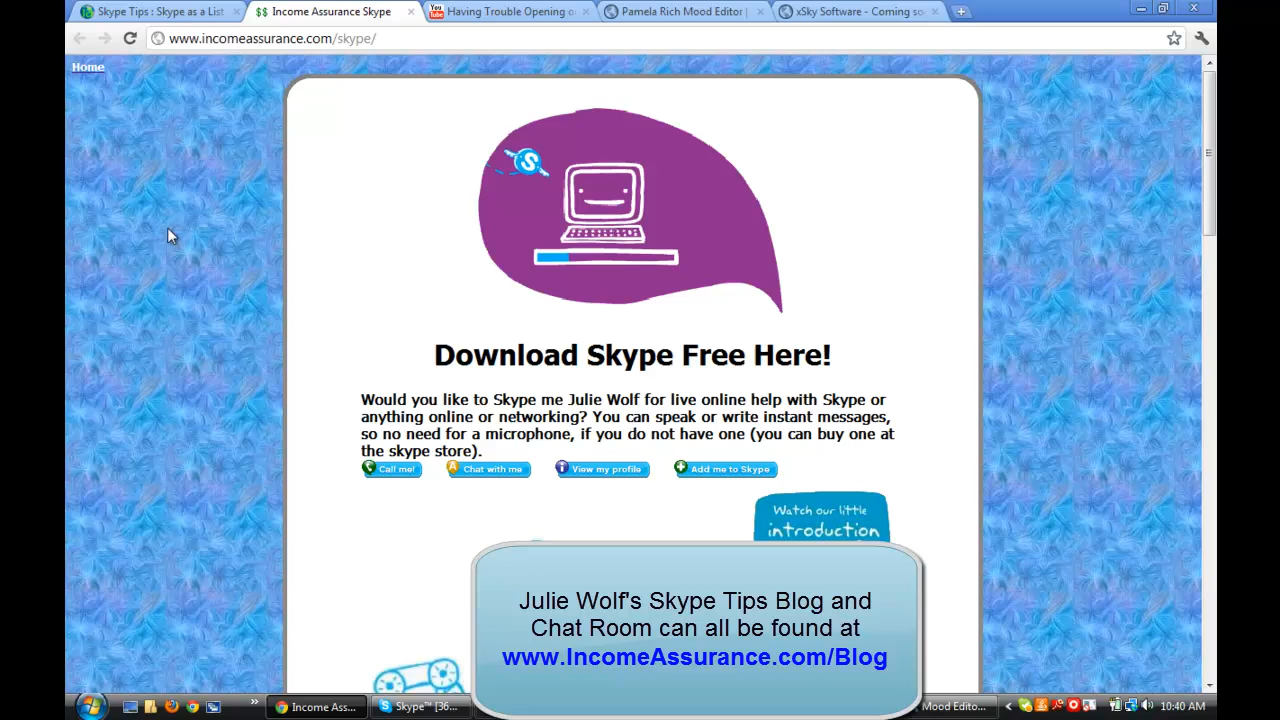 Skype Tips : Skype as a List
$$ Income Assurance Skype
You Tube
Having Trouble Opening o
Pamela Rich Mood Editor |
xSky Software - Coming so
www.incomeassurance.com/skype/
Home
S
Download Skype Free Here!
Would you like to Skype me Julie Wolf for live online help with Skype or
anything online or networking? You can speak or write instant messages,
so no need for a microphone, if you do not have one (you can buy one at
the skype store).
Call me!
Chat with me
View my profile
Add me to Skype
Watch our little
introduction
Julie Wolf's Skype Tips Blog and
Chat Room can all be found at
www.IncomeAssurance.com/Blog
Income Ass...
Skype™ [36...
Mood Edito...
10:40 AM